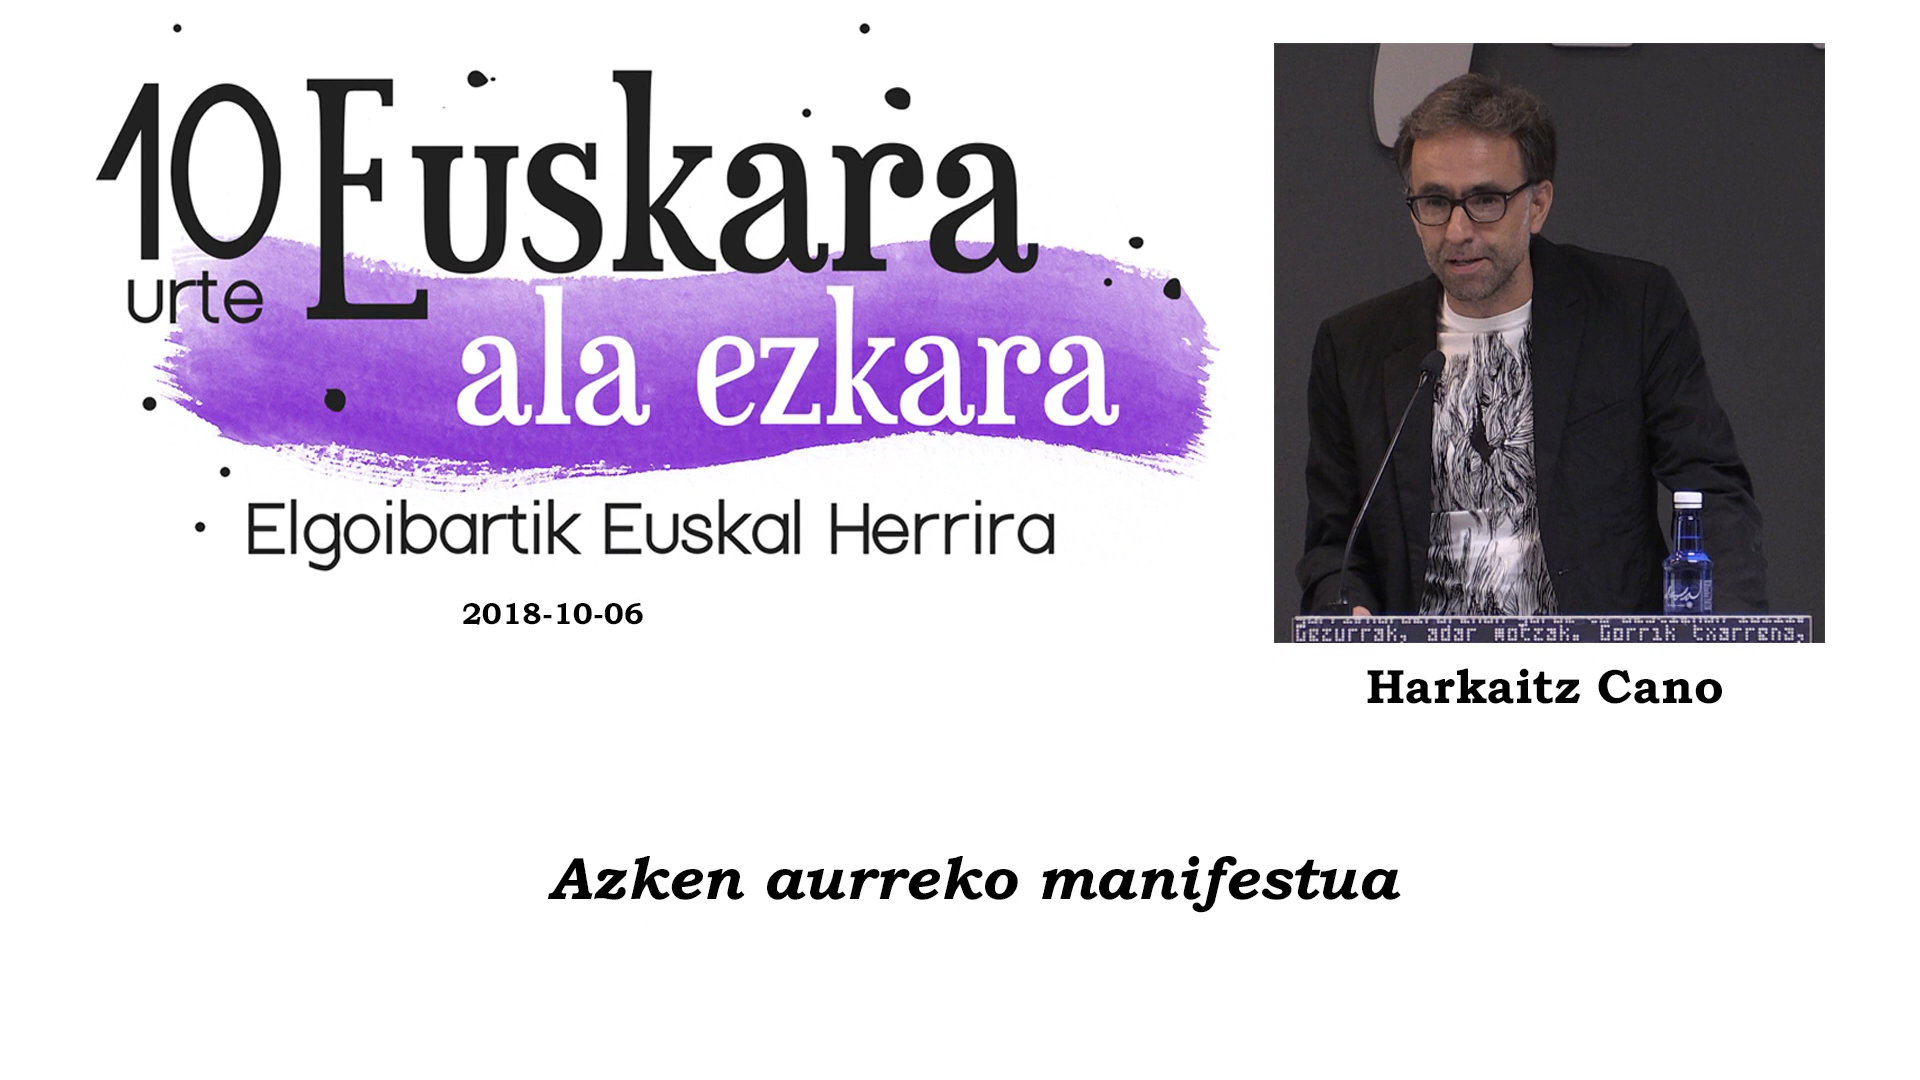 10 Euskara
urte
ala ezkara
Elgoibartik Euskal Herrira
2018-10-06
Gezurrak, adar motzak. Gorrik txarrena,
Harkaitz Cano
Azken aurreko manifestua